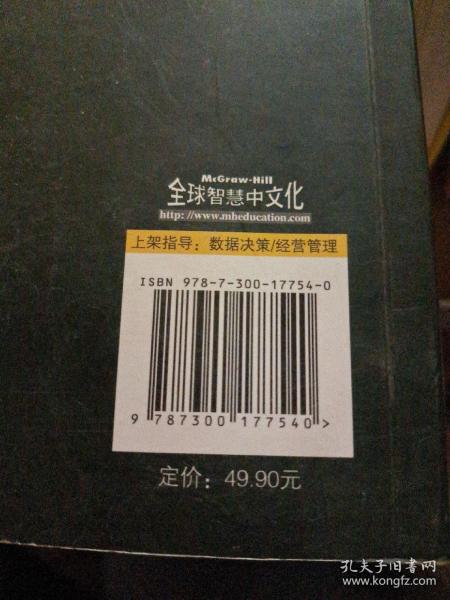 McGraw-Hill
全球智慧中文化
http://www.mheducation.com
上架指导：数据决策/经营管理
ISBN 978-7-300-17754-0
9 787300 177540 >
定价：49.90元
孔夫子旧书网
www.kongfz.com